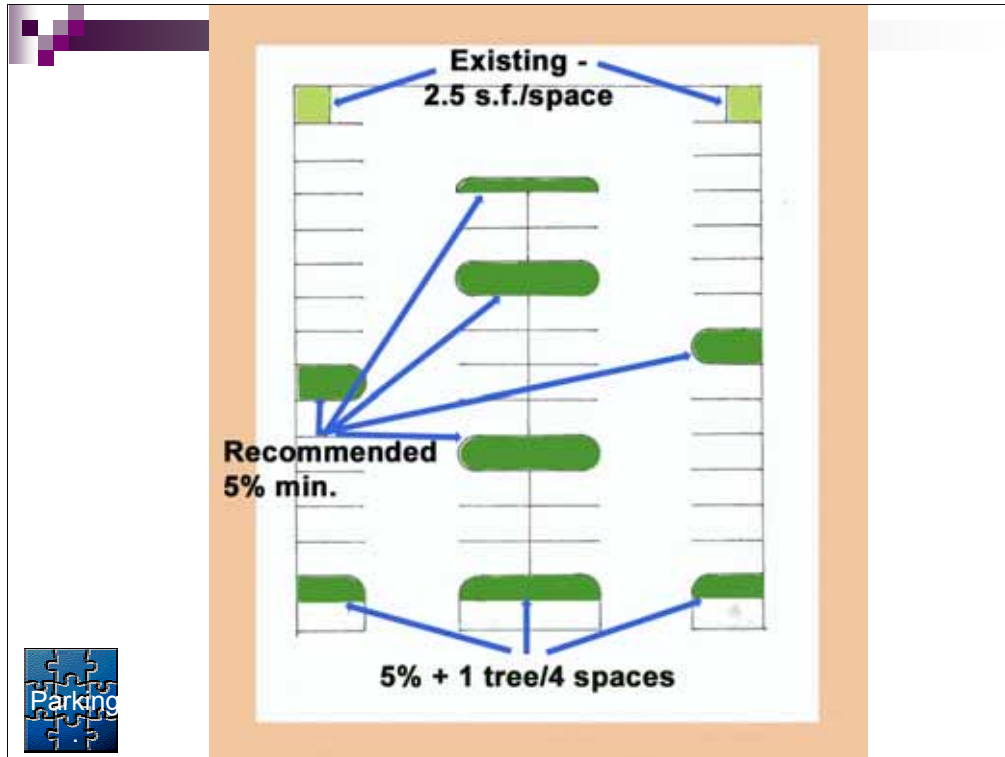 Existing -
2.5 s.f./space
Recommended
5% min.
5% + 1 tree/4 spaces
Parking
.